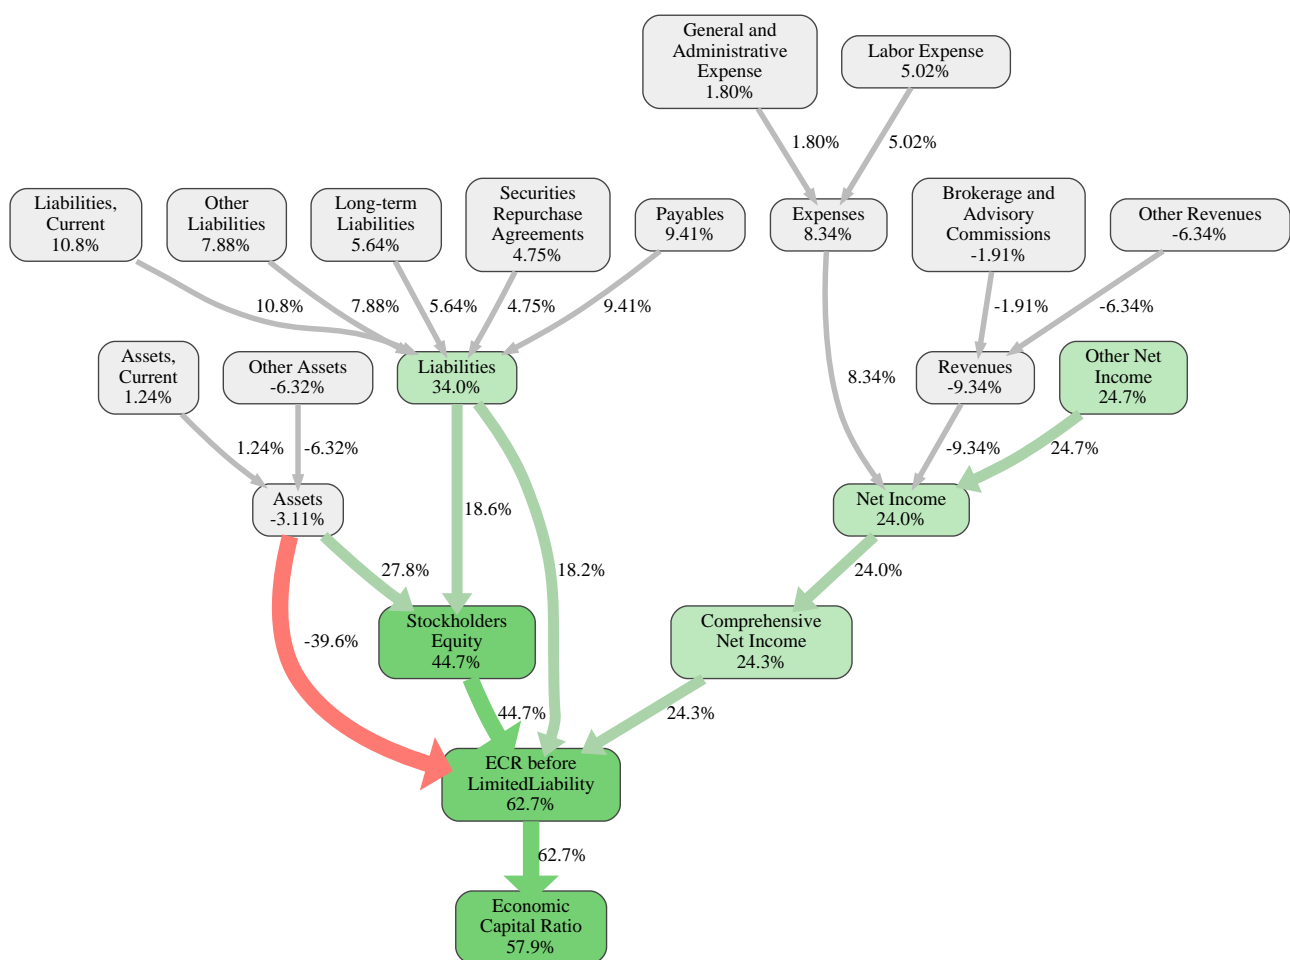 General and
Administrative
Expense
1.80%
Labor Expense
5.02%
1.80%
5.02%
Liabilities,
Current
10.8%
Other
Liabilities
7.88%
Long-term
Liabilities
5.64%
Securities
Repurchase
Agreements
4.75%
Payables
9.41%
Expenses
8.34%
Brokerage and
Advisory
Commissions
-1.91%
Other Revenues
-6.34%
10.8%
7.88%
5.64%
4.75%
9.41%
-1.91%
-6.34%
Assets,
Current
1.24%
Other Assets
-6.32%
Liabilities
34.0%
8.34%
Revenues
-9.34%
Other Net
Income
24.7%
1.24%
-6.32%
-9.34%
24.7%
Assets
-3.11%
18.6%
Net Income
24.0%
27.8%
18.2%
24.0%
-39.6%
Stockholders
Equity
44.7%
Comprehensive
Net Income
24.3%
44.7%
24.3%
ECR before
LimitedLiability
62.7%
62.7%
Economic
Capital Ratio
57.9%